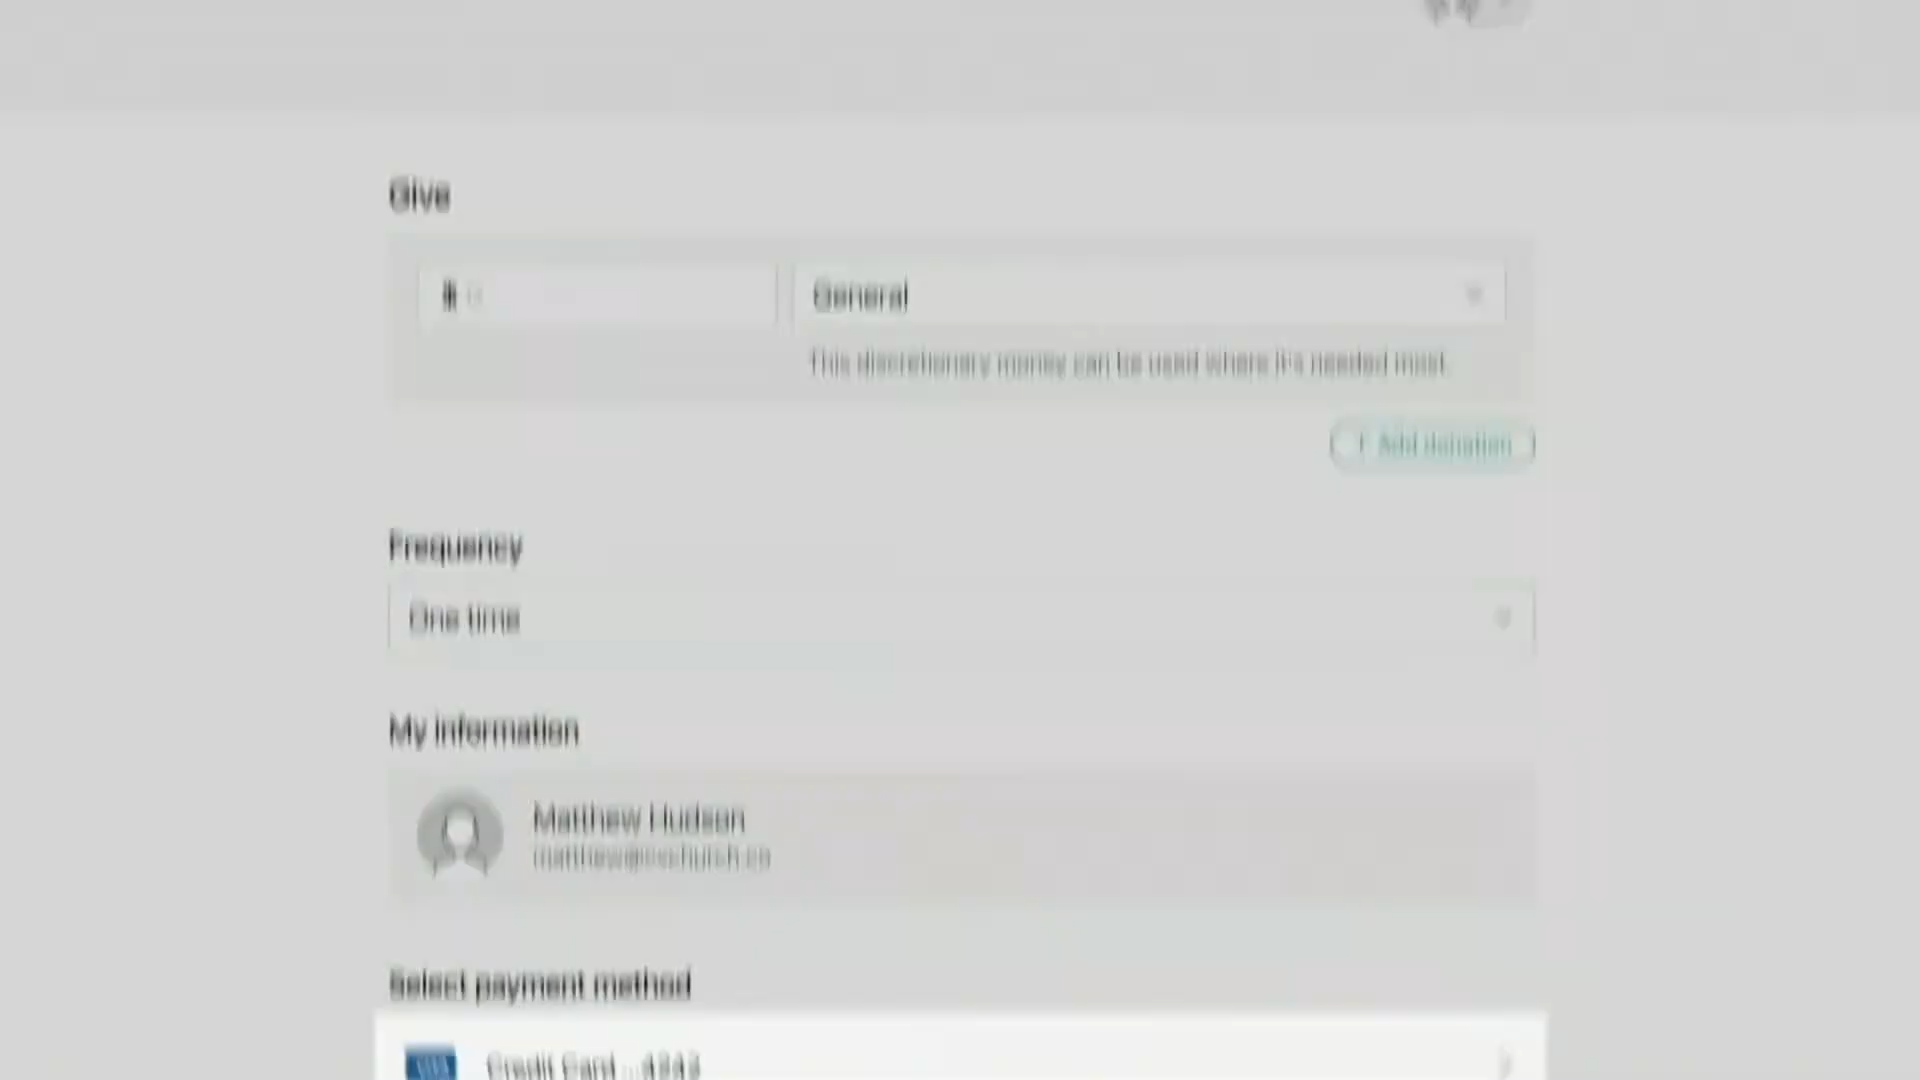 Give
General
This discretionary money can be used where it's needed most.
Add donation
Frequency
One time
My information
Matthew Hudson
Select payment method
Credit Card